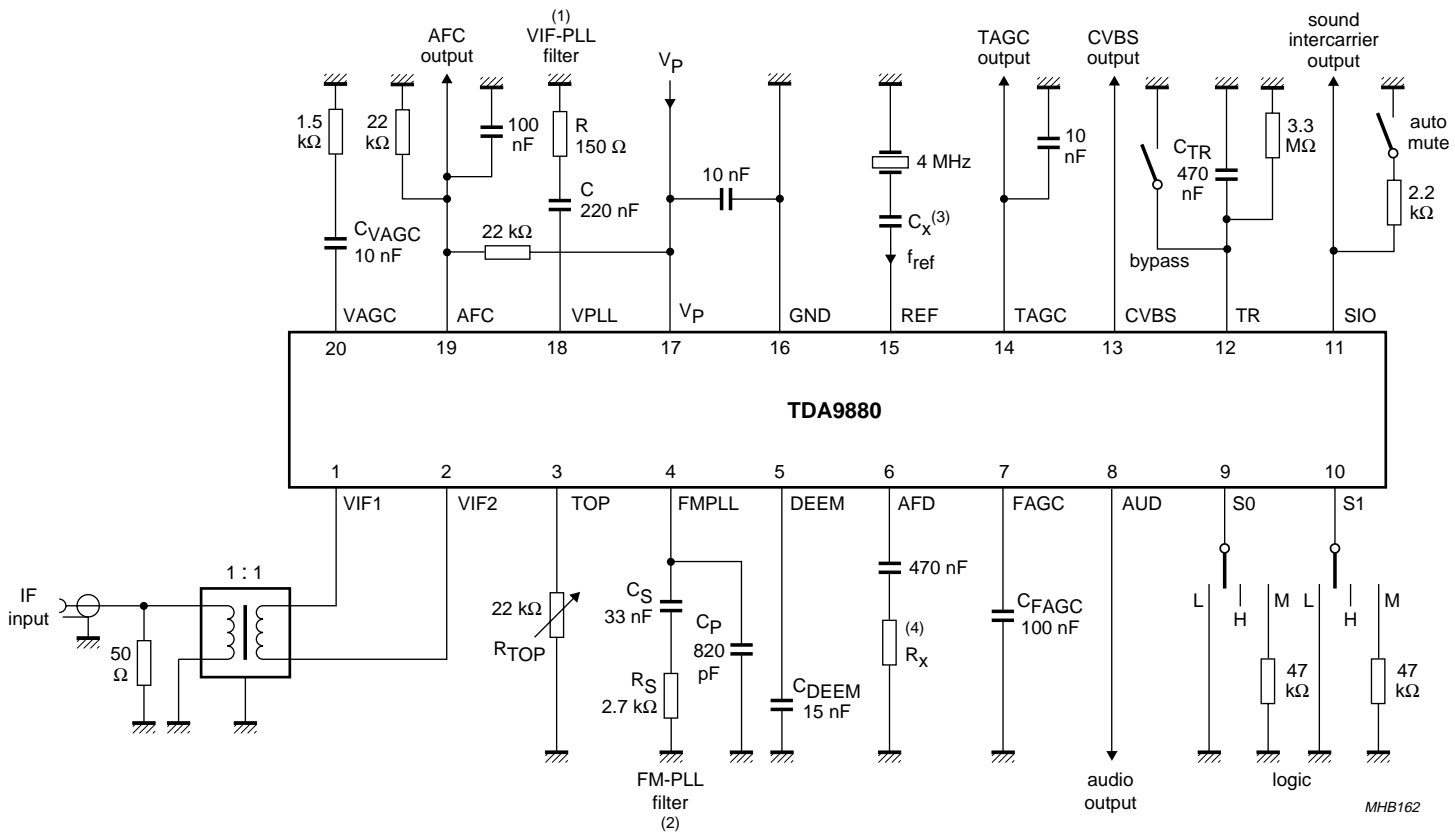 AFC
output
(1)
VIF-PLL
filter
VP
TAGC
output
CVBS
output
sound
intercarrier
output
1.5
kΩ
22
kΩ
100
nF
R
150 Ω
C
220 nF
10 nF
4 MHz
Cx(3)
fref
10
nF
CTR
470
nF
3.3
MΩ
auto
mute
2.2
kΩ
CVAGC
10 nF
22 kΩ
bypass
VAGC
AFC
VPLL
VP
GND
REF
TAGC
CVBS
TR
SIO
20
19
18
17
16
15
14
13
12
11
TDA9880
1
2
3
4
5
6
7
8
9
10
VIF1
VIF2
TOP
FMPLL
DEEM
AFD
FAGC
AUD
S0
S1
IF
input
50
Ω
1 : 1
22 kΩ
RTOP
CS
33 nF
RS
2.7 kΩ
CP
820
pF
CDEEM
15 nF
470 nF
(4)
Rx
CFAGC
100 nF
L
H
M
47
kΩ
L
H
M
47
kΩ
FM-PLL
filter
(2)
audio
output
logic
MHB162